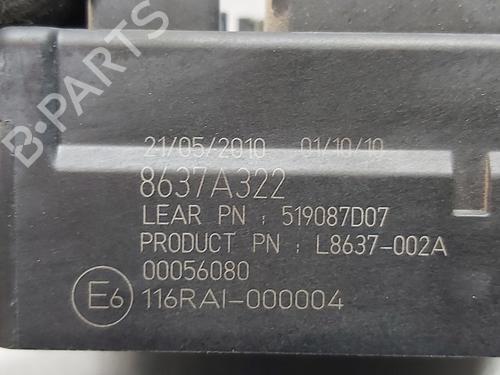 B-PARTS
21/05/2010 01/10/10
8637A322
LEAR PN : 519087D07
PRODUCT PN : L8637-002A
00056080
E6 116RAI-000004